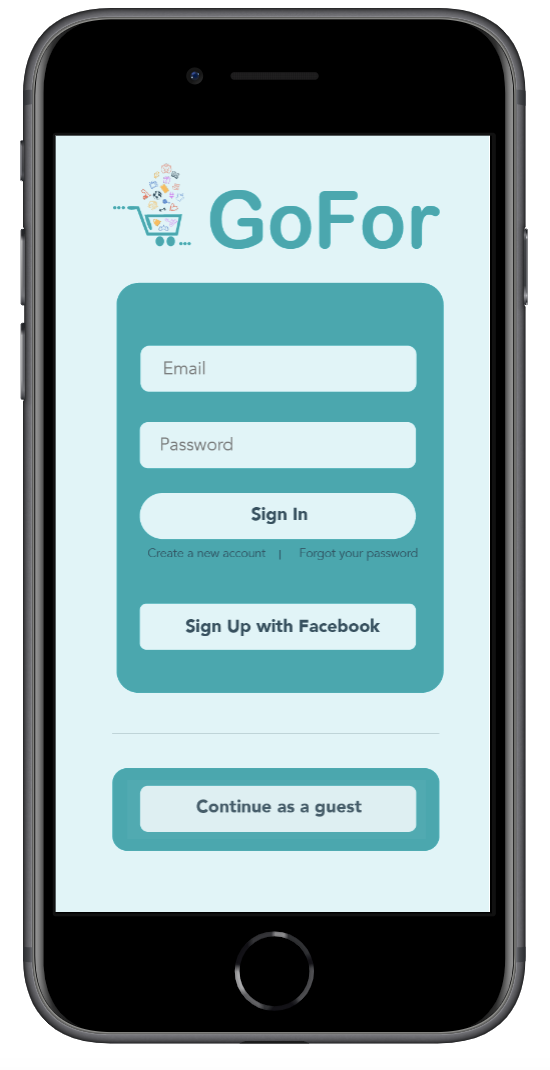 GoFor
Email
Password
Sign In
Create a new account | Forgot your password
Sign Up with Facebook
Continue as a guest